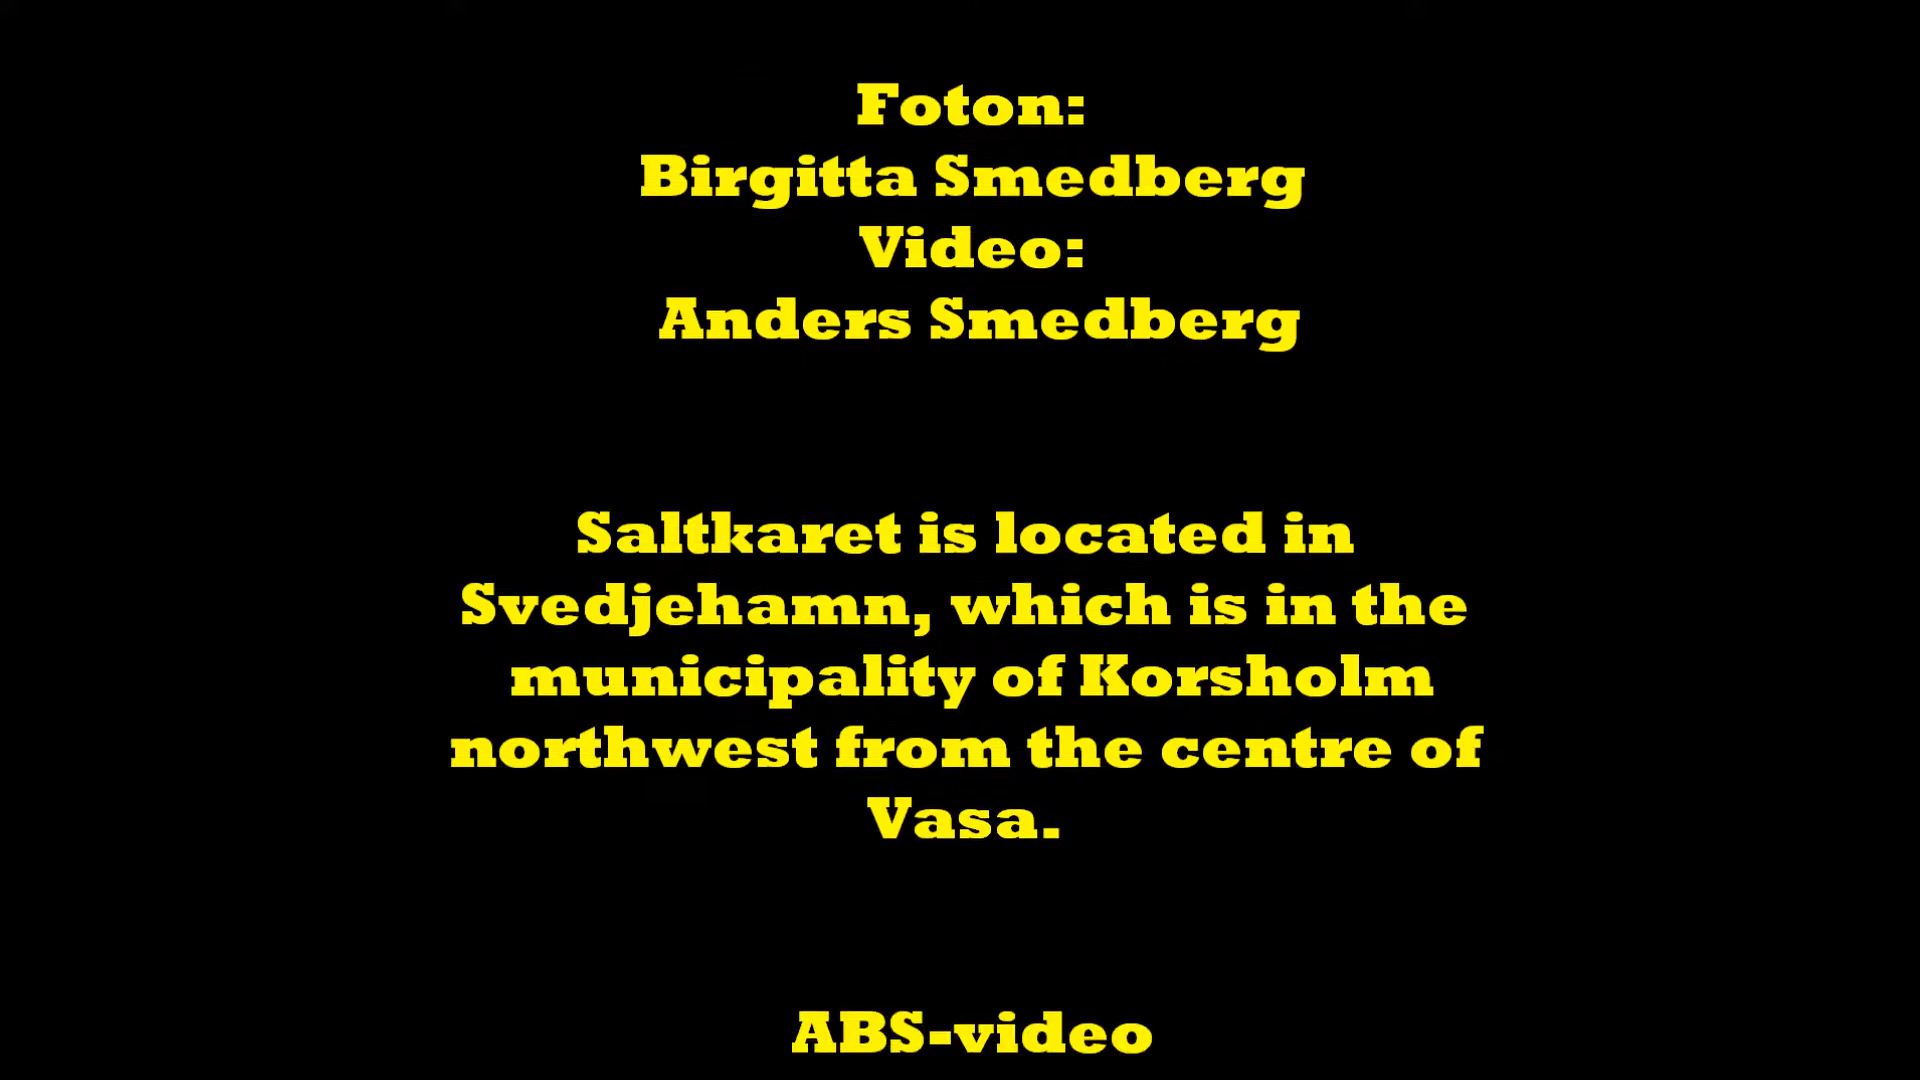 Foton:
Birgitta Smedberg
Video:
Anders Smedberg
Saltkaret is located in
Svedjehamn, which is in the
municipality of Korsholm
northwest from the centre of
Vasa.
ABS-video